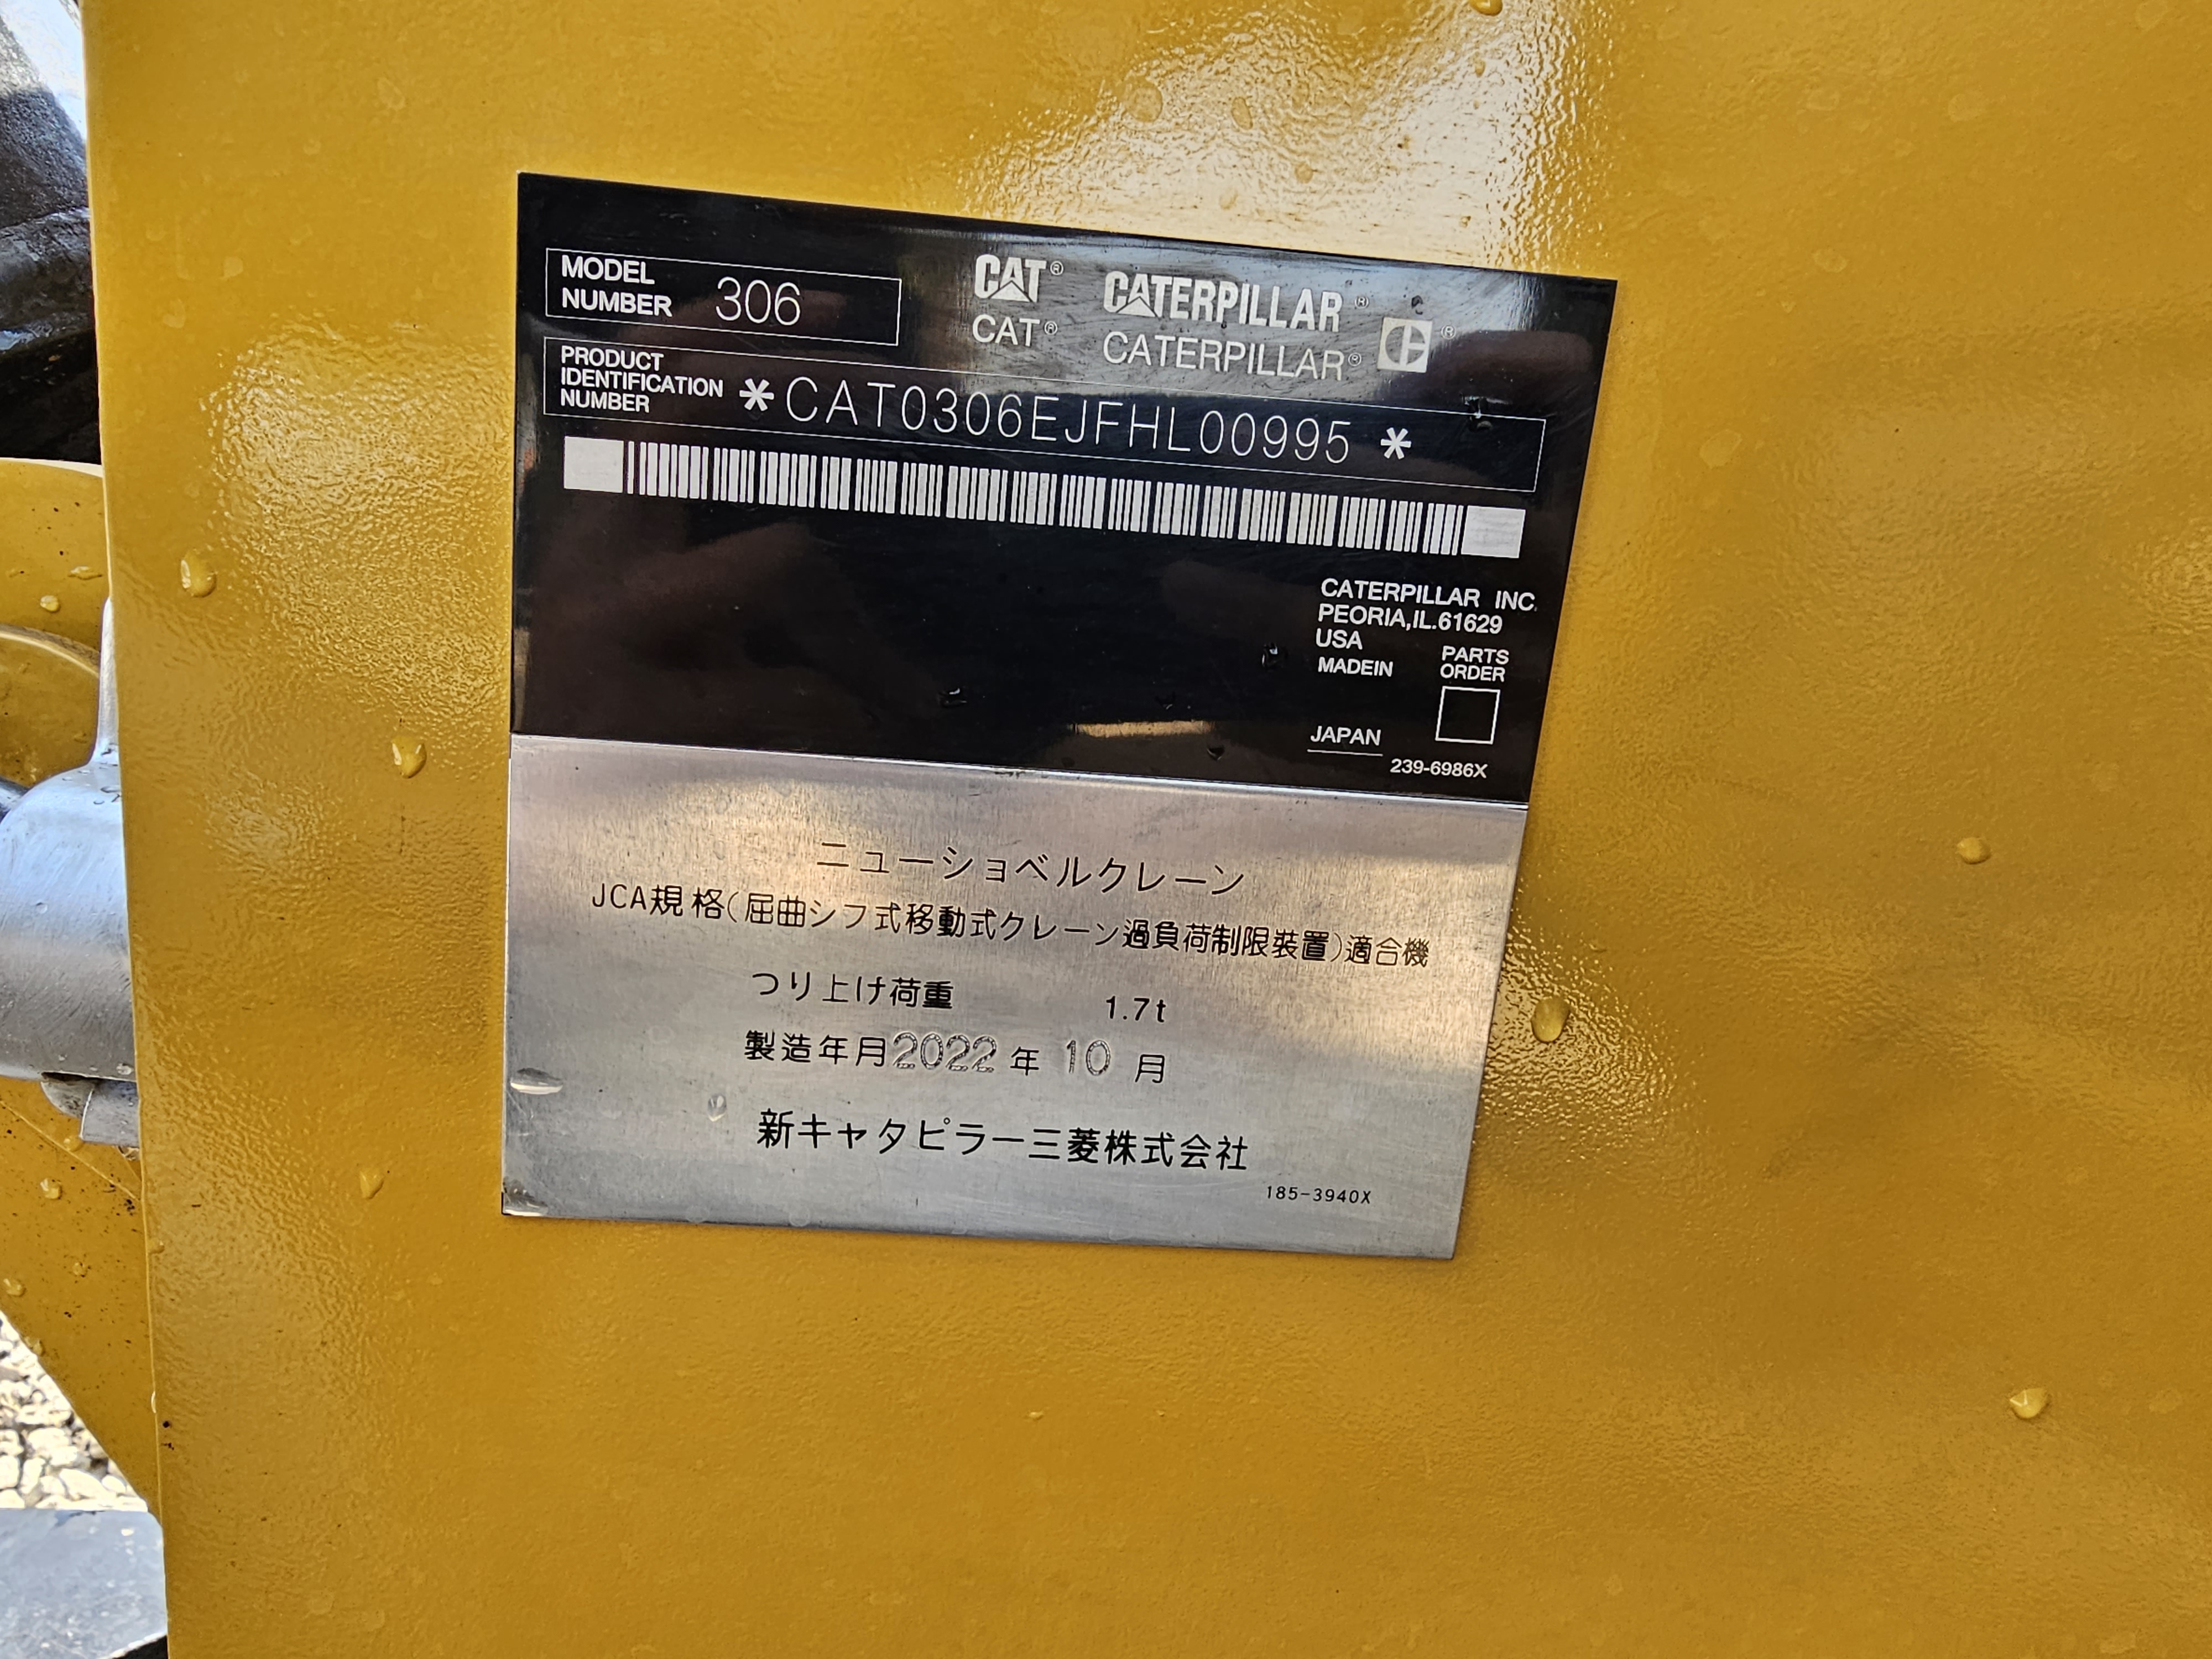 MODEL NUMBER 306
CAT® CATERPILLAR® ®
CAT® CATERPILLAR®
PRODUCT IDENTIFICATION NUMBER *CAT0306EJFHL00995*
CATERPILLAR INC.
PEORIA,IL.61629
USA
MADEIN
PARTS
ORDER
JAPAN
239-6986X
ニューショベルクレーン
JCA規格(屈曲シフ式移動式クレーン過負荷制限装置)適合機
つり上げ荷重 1.7t
製造年月2022年 10 月
新キャタピラー三菱株式会社
185-3940X